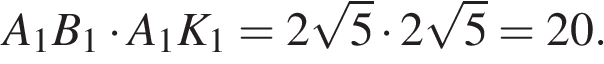 A₁B₁ · A₁K₁ = 2√5 · 2√5 = 20.